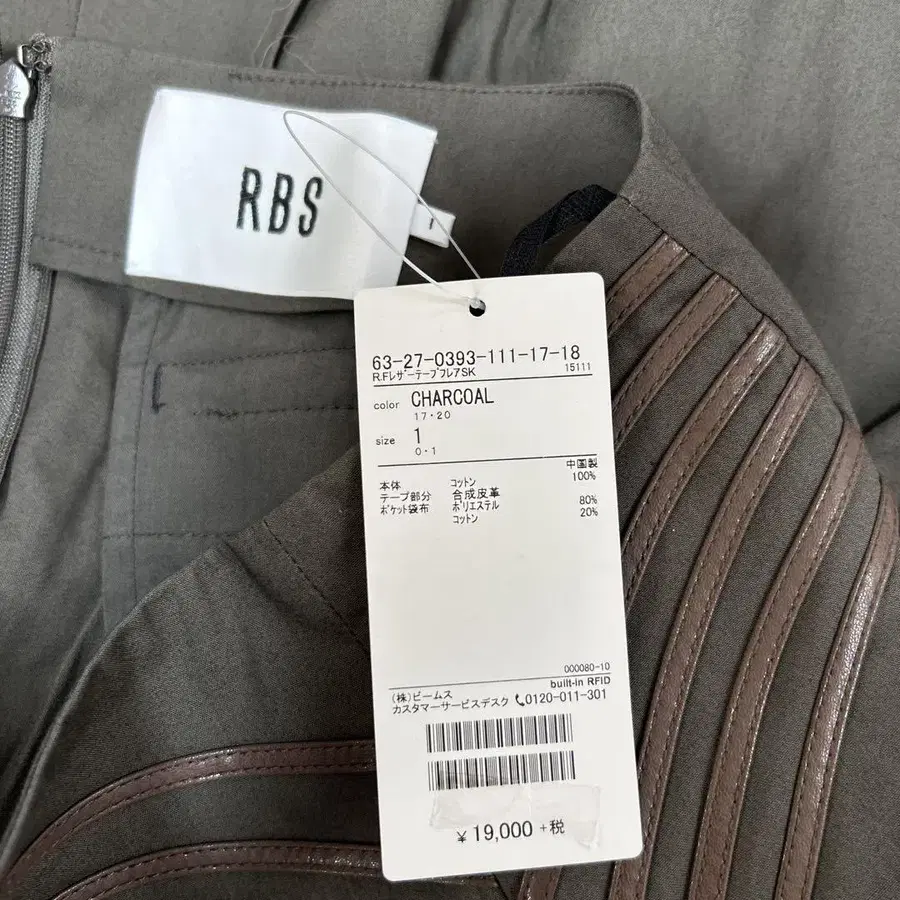 RBS
1
63-27-0393-111-17-18
R.FレザーテープフレアSK 15111
color CHARCOAL
17・20
size 1
0・1
中国製
本体 コットン 100%
テープ部分 合成皮革
ポケット袋布 ポリエステル 80%
コットン 20%
000080-10
built-in RFID
(株)ビームス
カスタマーサービスデスク 0120-011-301
¥19,000 +税